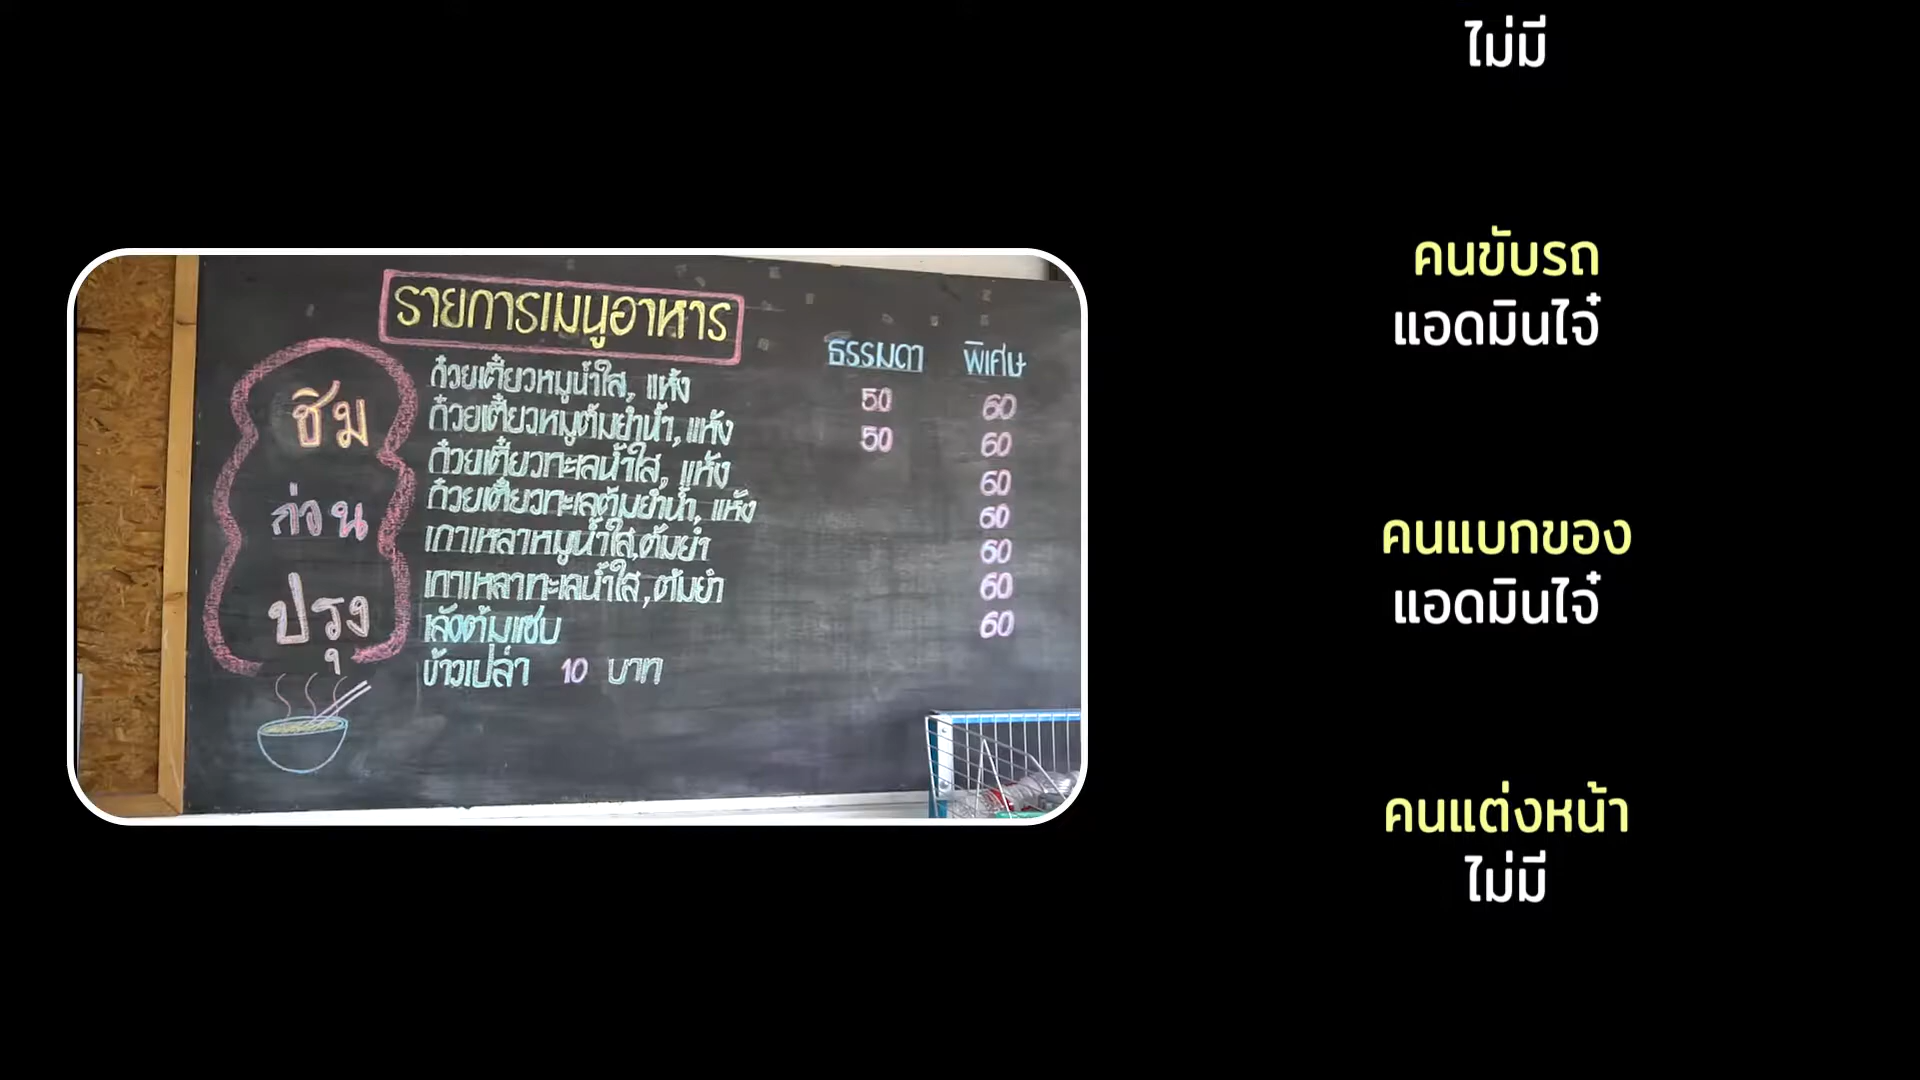 รายการเมนูอาหาร
ธรรมดา พิเศษ
ก๋วยเตี๋ยวหมูน้ำใส, แห้ง 50 60
ก๋วยเตี๋ยวหมูต้มยำน้ำ, แห้ง 50 60
ก๋วยเตี๋ยวทะเลน้ำใส, แห้ง 60
ก๋วยเตี๋ยวทะเลต้มยำน้ำ, แห้ง 60
เกาเหลาหมูน้ำใส,ต้มยำ 60
เกาเหลาทะเลน้ำใส,ต้มยำ 60
เล้งต้มแซ่บ 60
ข้าวเปล่า 10 บาท
ชิม
ก่อน
ปรุง
ไม่มี
คนขับรถ
แอดมินไจ๋
คนแบกของ
แอดมินไจ๋
คนแต่งหน้า
ไม่มี